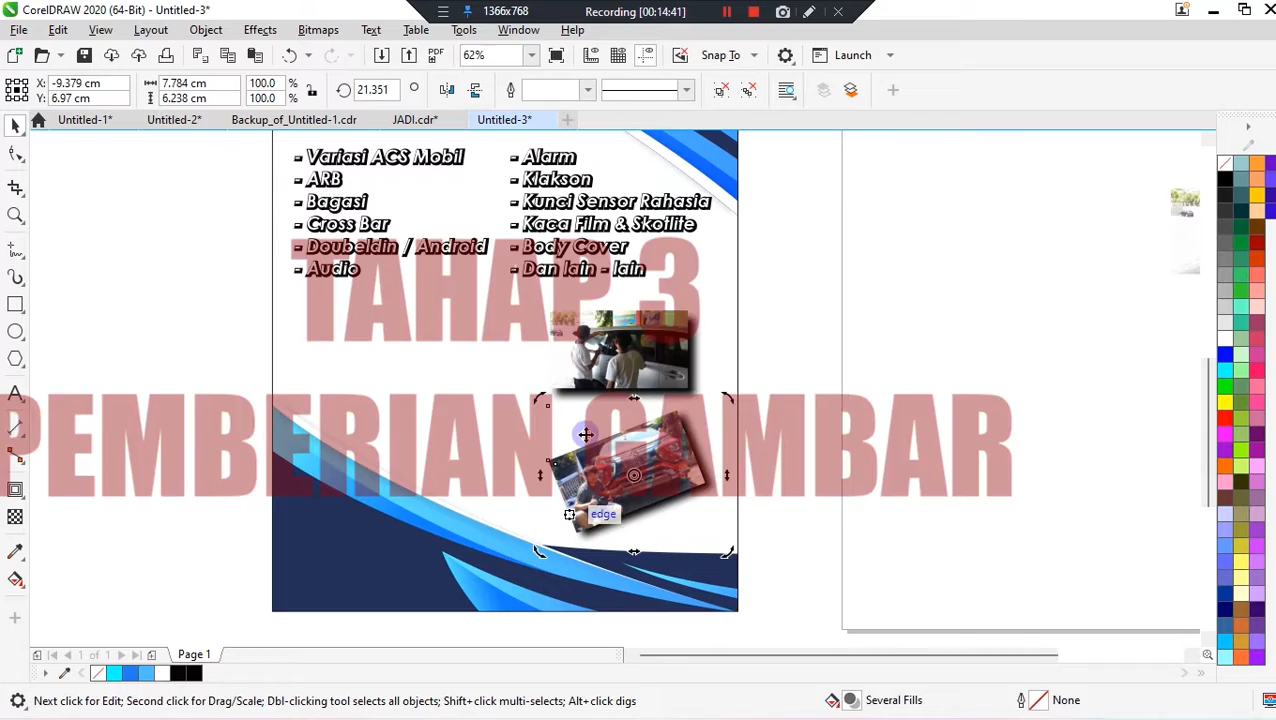 CorelDRAW 2020 (64-Bit) - Untitled-3*
1366x768
Recording [00:14:41]
File Edit View Layout Object Effects Bitmaps Text Table Tools Window Help
PDF 62% Snap To Launch
X: -9.379 cm 7.784 cm 100.0 % 21.351 °
Y: 6.97 cm 6.238 cm 100.0 %
Untitled-1* Untitled-2* Backup_of_Untitled-1.cdr JADI.cdr* Untitled-3*
- Variasi ACS Mobil
- ARB
- Bagasi
- Cross Bar
- Doubeldin / Android
- Audio
- Alarm
- Klakson
- Kunci Sensor Rahasia
- Kaca Film & Skotlite
- Body Cover
- Dan lain - lain
TAHAP 3
PEMBERIAN GAMBAR
edge
1 of 1 Page 1
Next click for Edit; Second click for Drag/Scale; Dbl-clicking tool selects all objects; Shift+click multi-selects; Alt+click digs Several Fills None